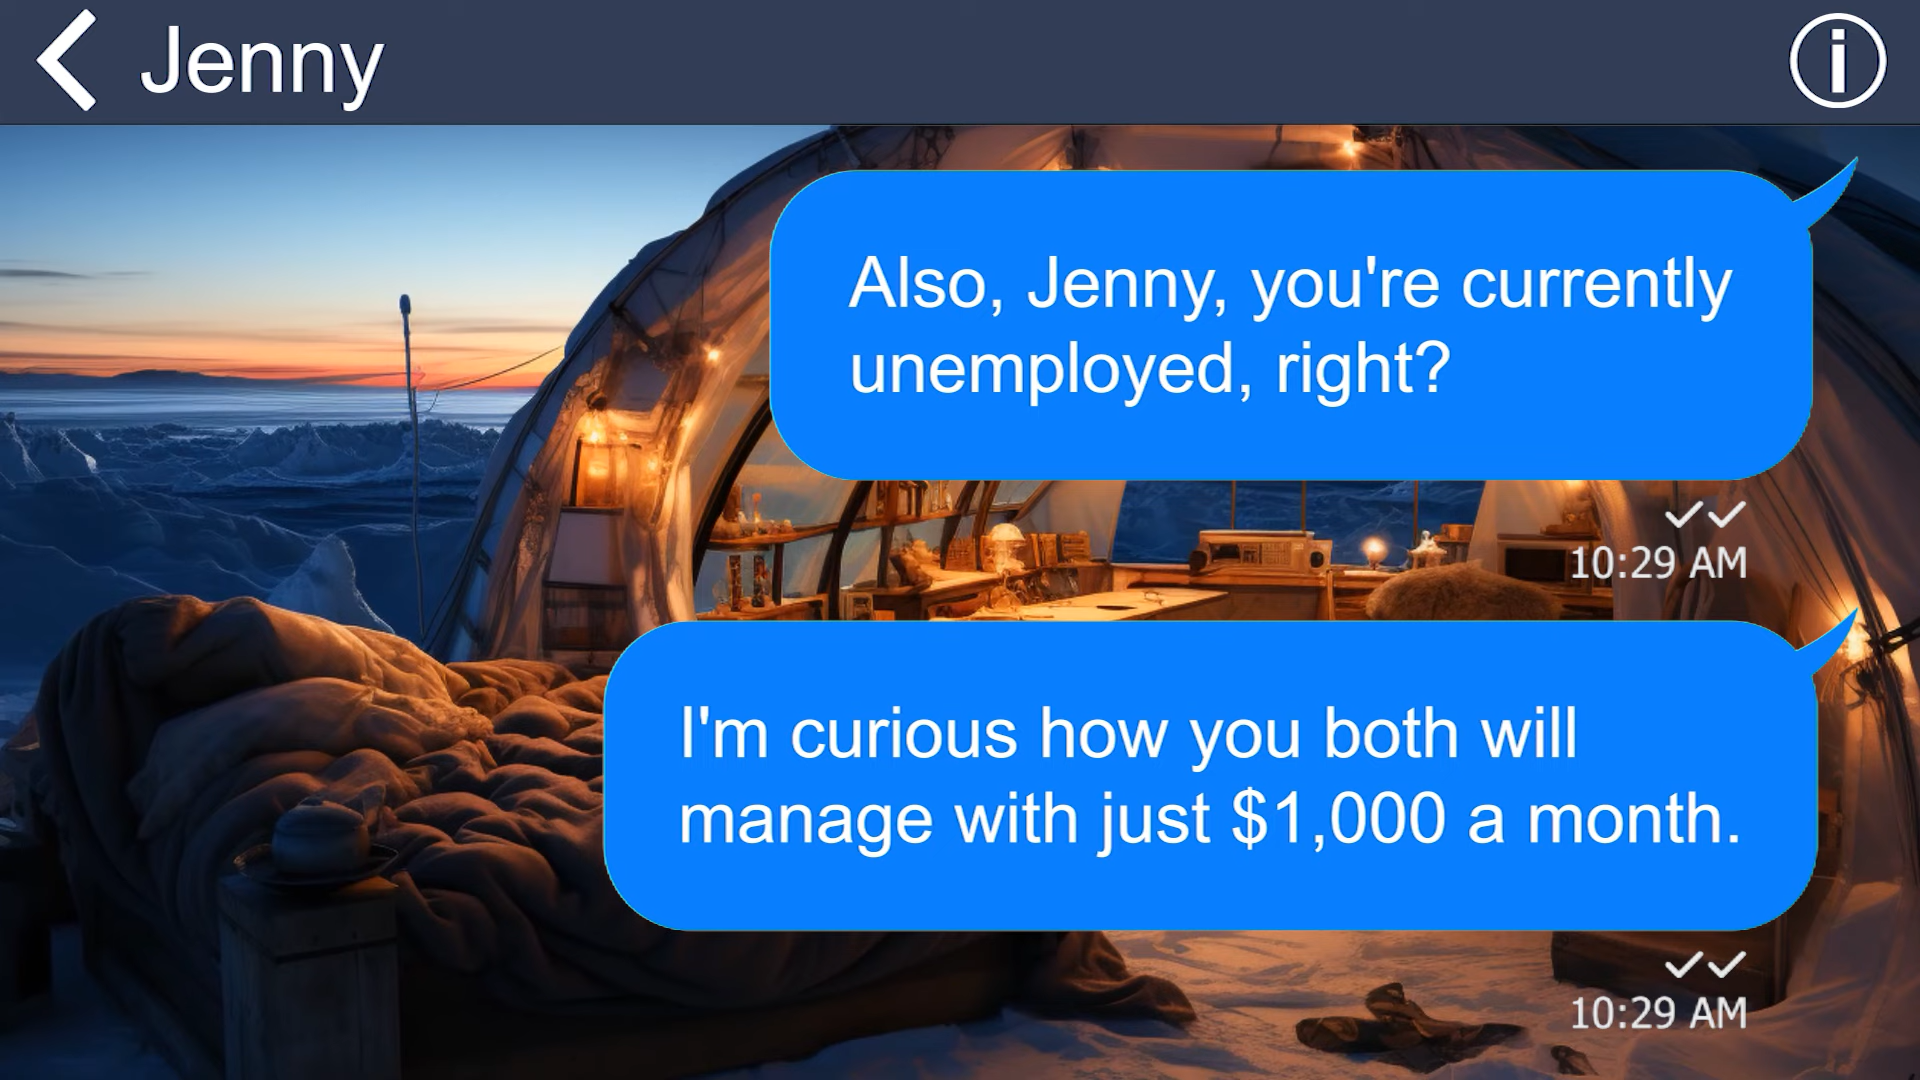 Jenny
Also, Jenny, you're currently
unemployed, right?
10:29 AM
I'm curious how you both will
manage with just $1,000 a month.
10:29 AM